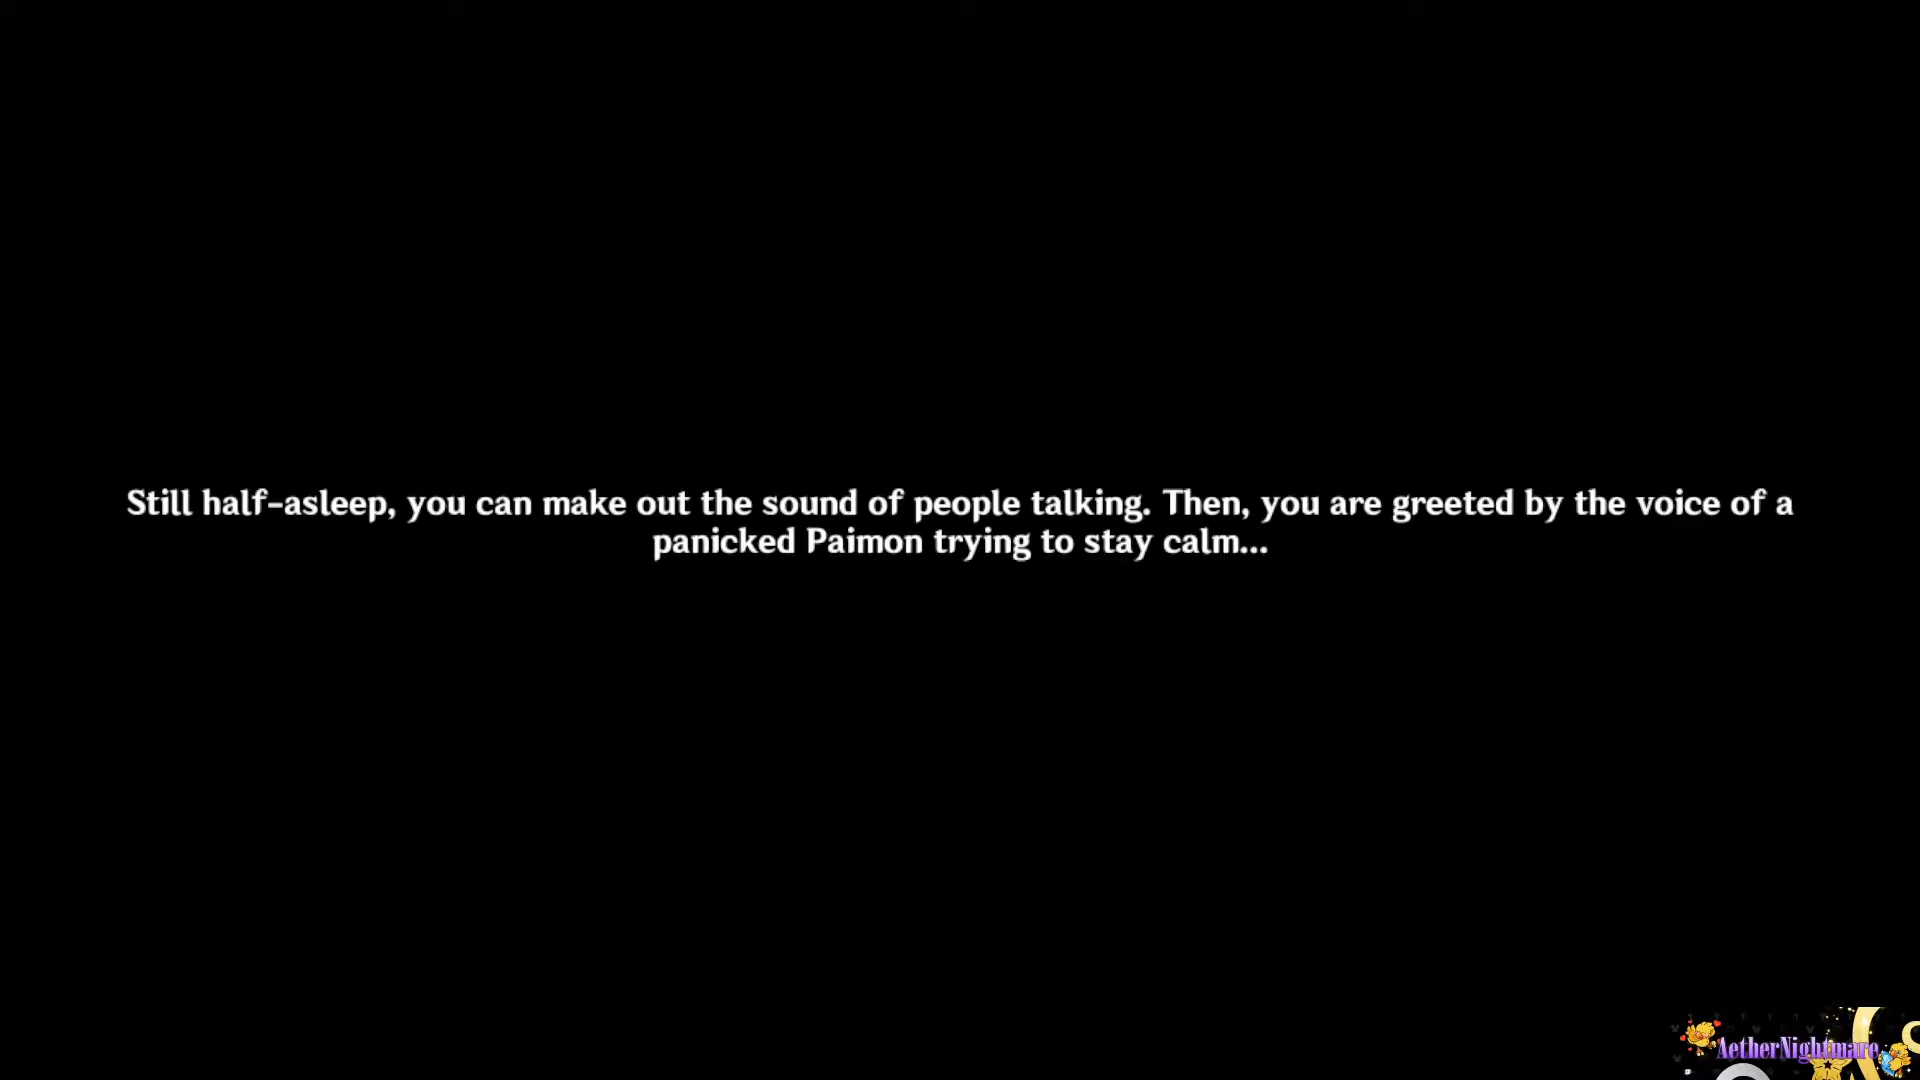 Still half-asleep, you can make out the sound of people talking. Then, you are greeted by the voice of a
panicked Paimon trying to stay calm...
AetherNightmare